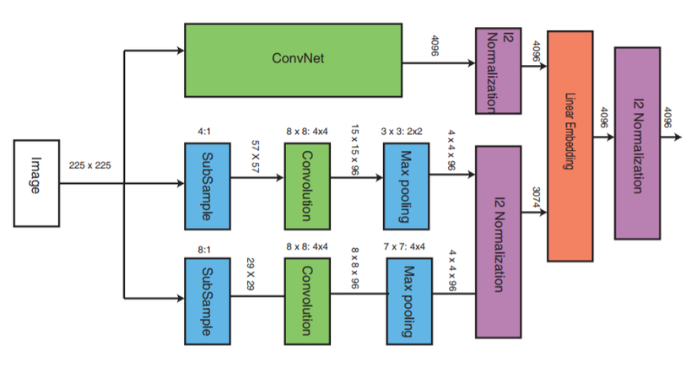 ConvNet
4096
l2
Normalization
4096
Linear Embedding
4096
l2 Normalization
4096
Image
225 x 225
4:1
SubSample
57 X 57
8 x 8: 4x4
Convolution
15 x 15 x 96
3 x 3: 2x2
Max pooling
4 x 4 x 96
l2 Normalization
3074
8:1
SubSample
29 X 29
8 x 8: 4x4
Convolution
8 x 8 x 96
7 x 7: 4x4
Max pooling
4 x 4 x 96